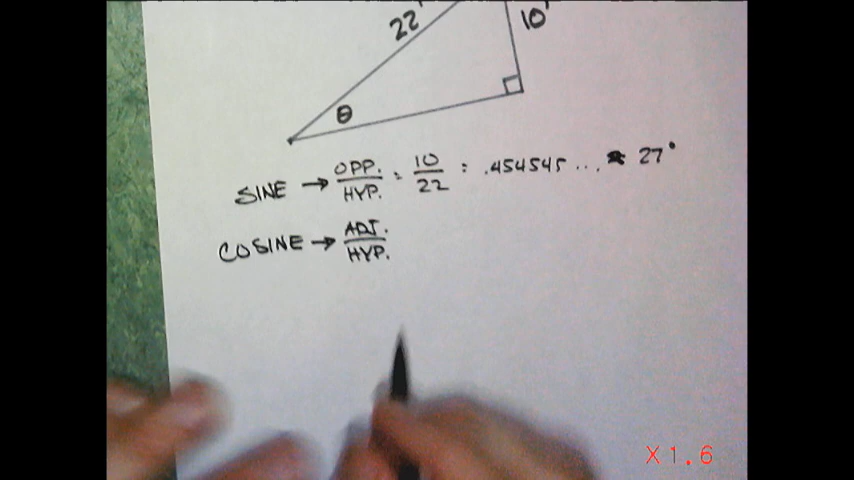 22'
10'
θ
SINE → OPP./HYP. = 10/22 = .454545... ≈ 27°
COSINE → ADJ./HYP.
X1.6